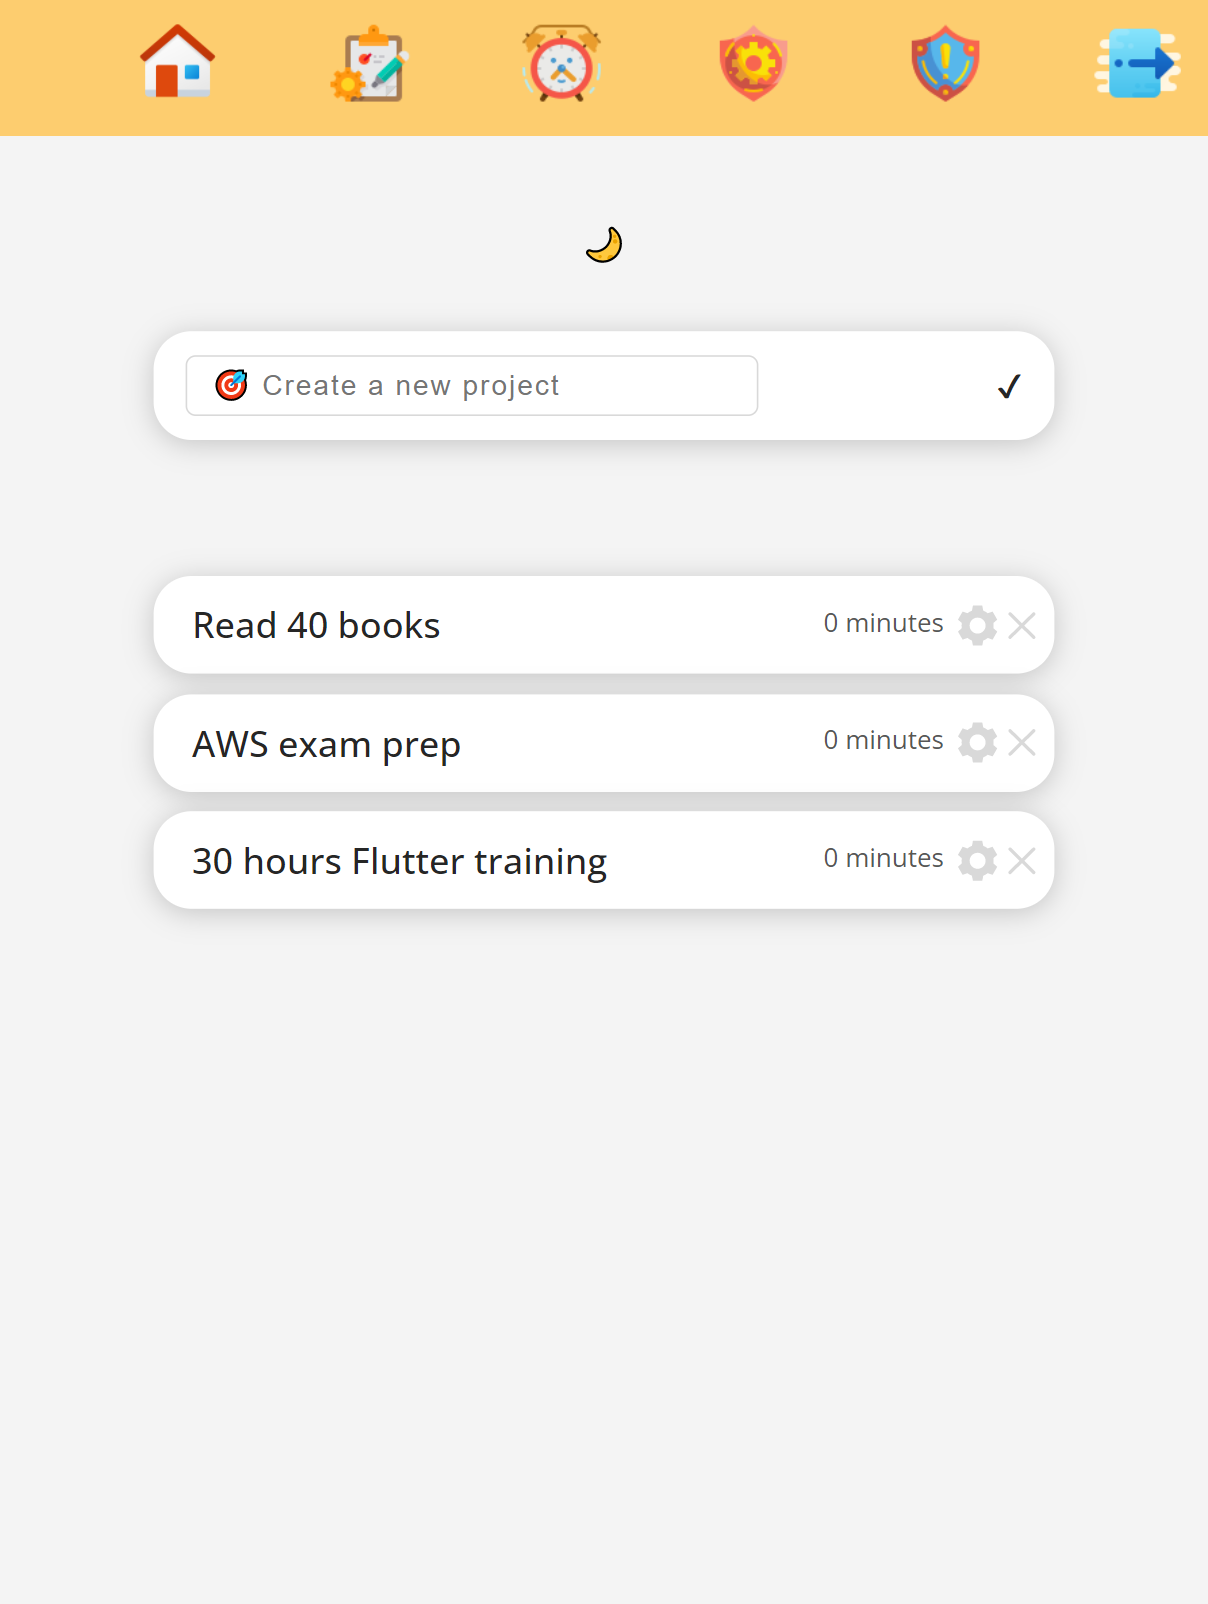 Create a new project
Read 40 books 0 minutes
AWS exam prep 0 minutes
30 hours Flutter training 0 minutes